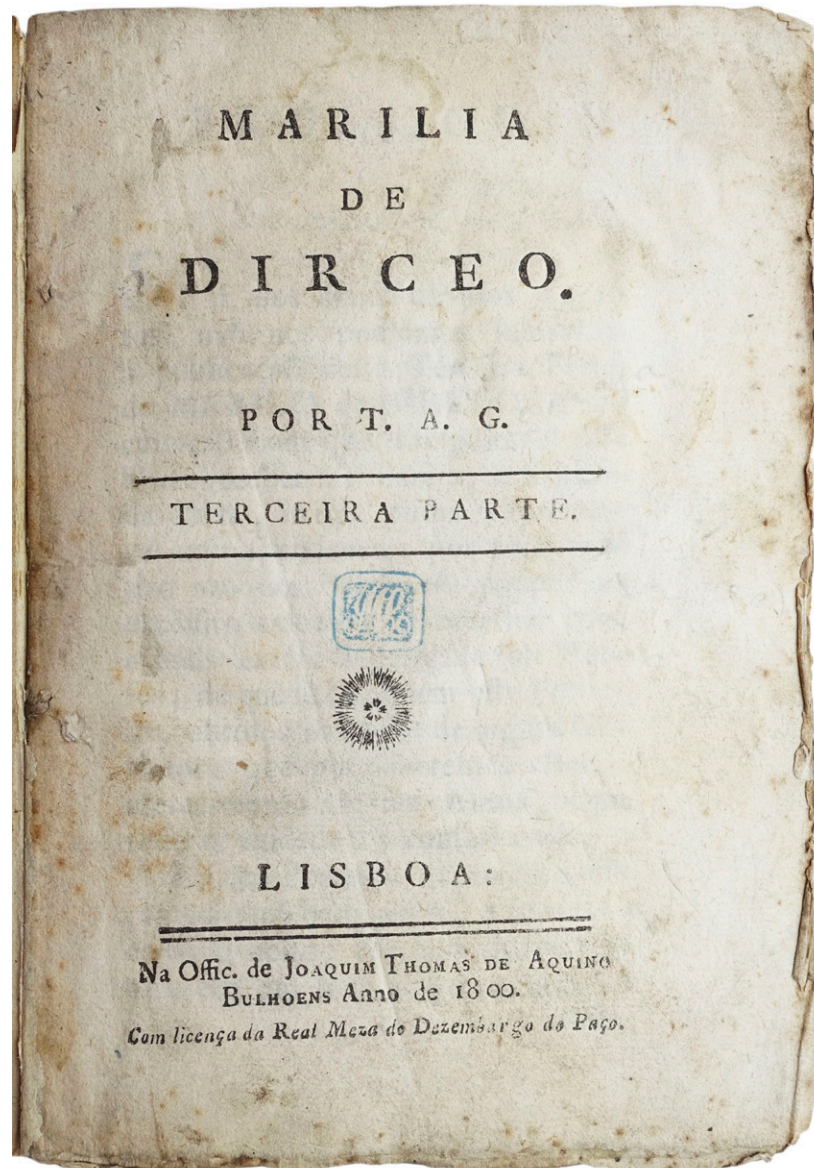 MARILIA
DE
DIRCEO.
POR T. A. G.
TERCEIRA PARTE.
LISBOA:
Na Offic. de JOAQUIM THOMAS DE AQUINO
BULHOENS Anno de 1800.
Com licença da Real Meza do Dezembargo do Paço.